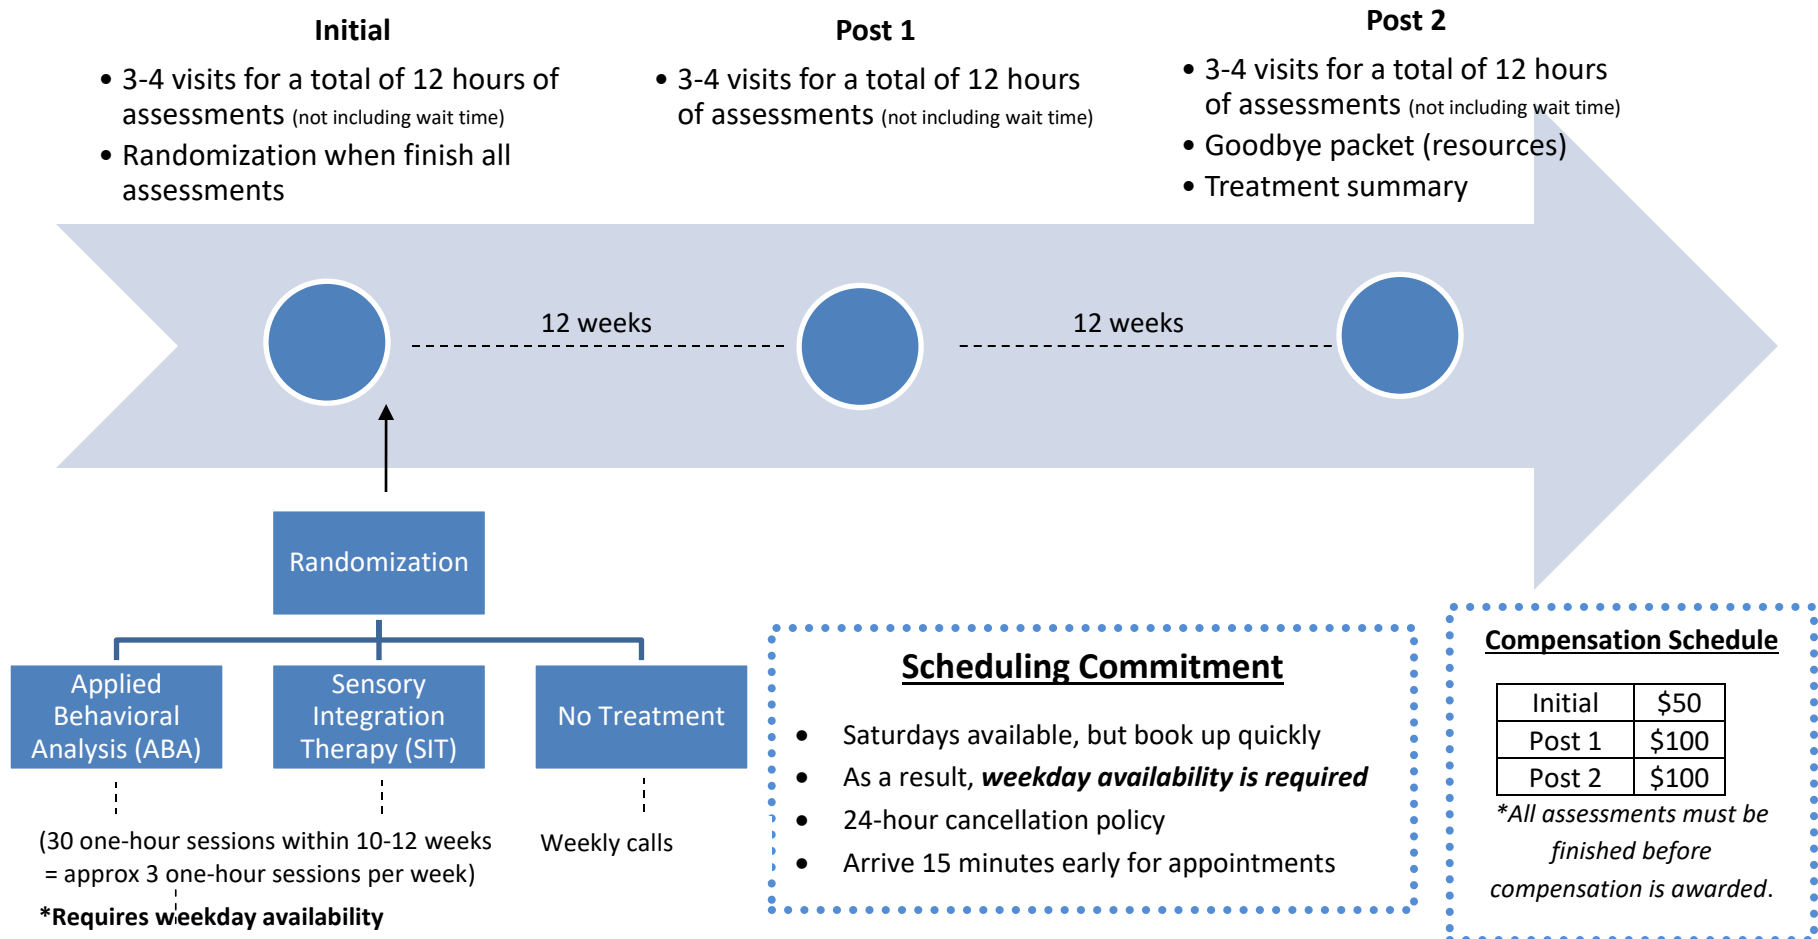 Initial
• 3-4 visits for a total of 12 hours of
assessments (not including wait time)
• Randomization when finish all
assessments
Post 1
• 3-4 visits for a total of 12 hours
of assessments (not including wait time)
Post 2
• 3-4 visits for a total of 12 hours
of assessments (not including wait time)
• Goodbye packet (resources)
• Treatment summary
12 weeks
12 weeks
Randomization
Applied
Behavioral
Analysis (ABA)
Sensory
Integration
Therapy (SIT)
No Treatment
(30 one-hour sessions within 10-12 weeks
= approx 3 one-hour sessions per week)
*Requires weekday availability
Weekly calls
Scheduling Commitment
• Saturdays available, but book up quickly
• As a result, weekday availability is required
• 24-hour cancellation policy
• Arrive 15 minutes early for appointments
Compensation Schedule
Initial $50
Post 1 $100
Post 2 $100
*All assessments must be
finished before
compensation is awarded.